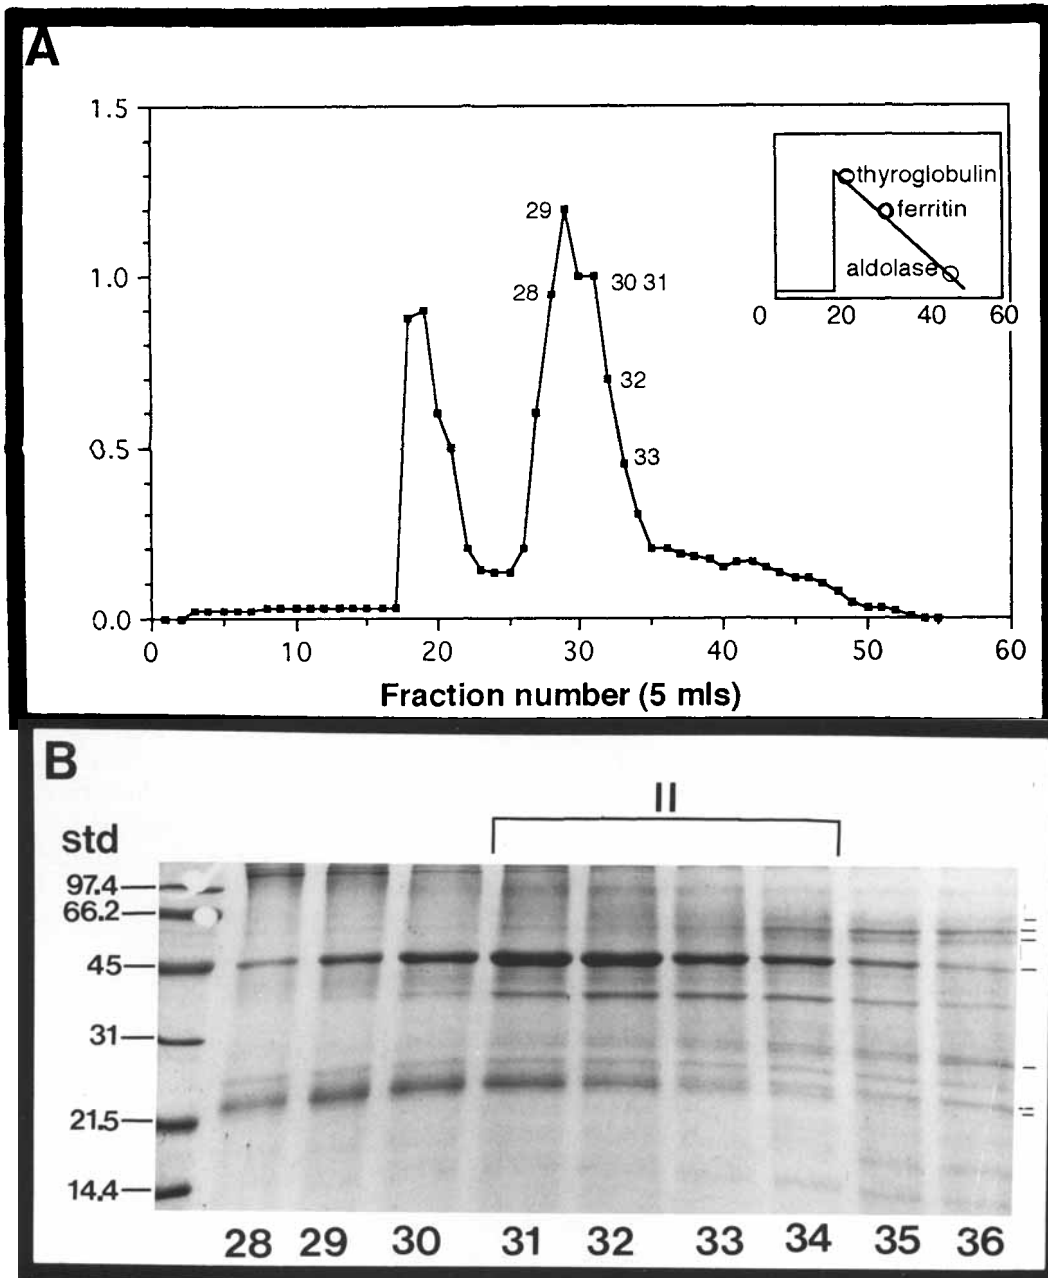 A
1.5
1.0
0.5
0.0
29
28
30 31
32
33
thyroglobulin
ferritin
aldolase
0 20 40 60
0 10 20 30 40 50 60
Fraction number (5 mls)
B
II
std
97.4
66.2
45
31
21.5
14.4
28 29 30 31 32 33 34 35 36